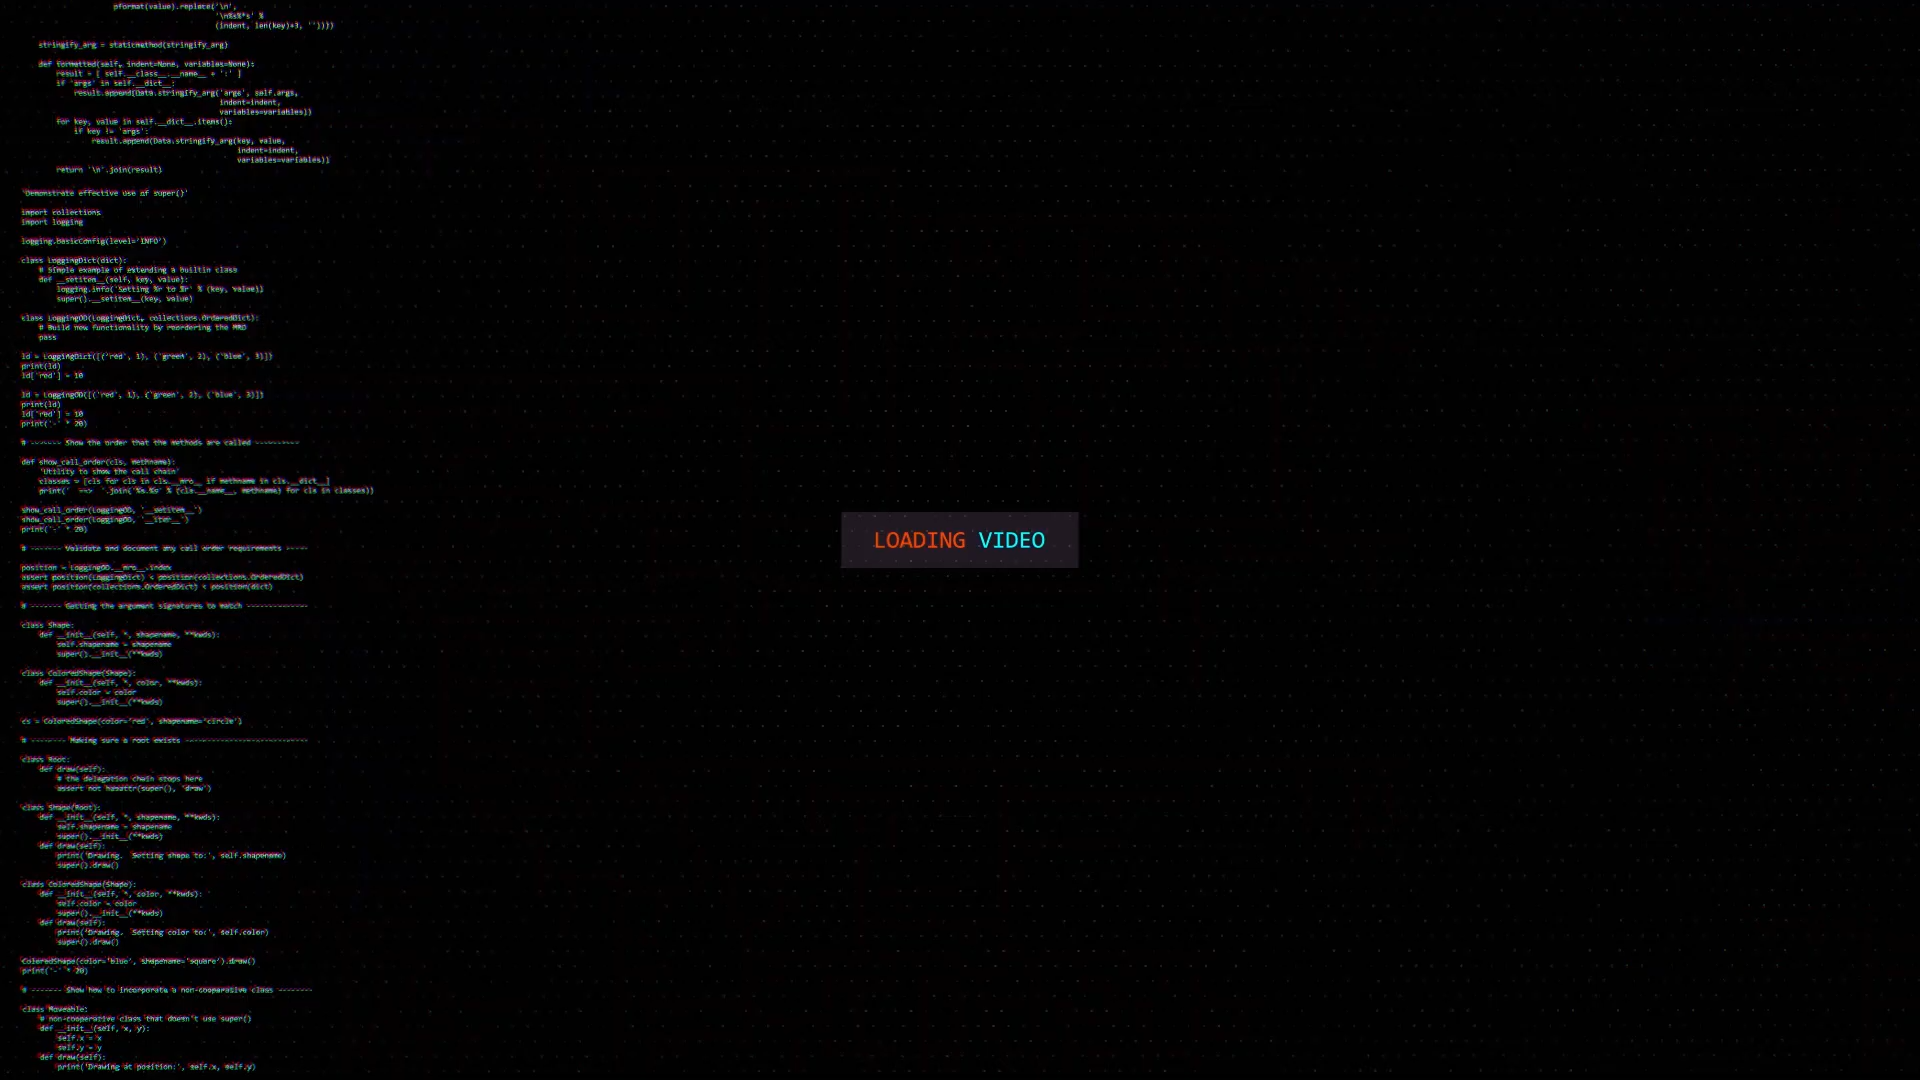 pformat(value).replace('\n',
'\n%s%*s' %
(indent, len(key)+3, ''))))
stringify_arg = staticmethod(stringify_arg)
def formatted(self, indent=None, variables=None):
result = [ self.__class__.__name__ + ':' ]
if 'args' in self.__dict__:
result.append(Data.stringify_arg('args', self.args,
indent=indent,
variables=variables))
for key, value in self.__dict__.items():
if key != 'args':
result.append(Data.stringify_arg(key, value,
indent=indent,
variables=variables))
return '\n'.join(result)
'Demonstrate effective use of super()'
import collections
import logging
logging.basicConfig(level='INFO')
class LoggingDict(dict):
# Simple example of extending a builtin class
def __setitem__(self, key, value):
logging.info('Setting %r to %r' % (key, value))
super().__setitem__(key, value)
class LoggingOD(LoggingDict, collections.OrderedDict):
# Build new functionality by reordering the MRO
pass
ld = LoggingDict([('red', 1), ('green', 2), ('blue', 3)])
print(ld)
ld['red'] = 10
ld = LoggingOD([('red', 1), ('green', 2), ('blue', 3)])
print(ld)
ld['red'] = 10
print('-' * 20)
# ------- Show the order that the methods are called ----------
def show_call_order(cls, methname):
'Utility to show the call chain'
classes = [cls for cls in cls.__mro__ if methname in cls.__dict__]
print('  ==>  '.join('%s.%s' % (cls.__name__, methname) for cls in classes))
show_call_order(LoggingOD, '__setitem__')
show_call_order(LoggingOD, '__iter__')
print('-' * 20)
# ------- Validate and document any call order requirements -----
position = LoggingOD.__mro__.index
assert position(LoggingDict) < position(collections.OrderedDict)
assert position(collections.OrderedDict) < position(dict)
# ------- Getting the argument signatures to match --------------
class Shape:
def __init__(self, *, shapename, **kwds):
self.shapename = shapename
super().__init__(**kwds)
class ColoredShape(Shape):
def __init__(self, *, color, **kwds):
self.color = color
super().__init__(**kwds)
cs = ColoredShape(color='red', shapename='circle')
# -------- Making sure a root exists ----------------------------
class Root:
def draw(self):
# the delegation chain stops here
assert not hasattr(super(), 'draw')
class Shape(Root):
def __init__(self, *, shapename, **kwds):
self.shapename = shapename
super().__init__(**kwds)
def draw(self):
print('Drawing.  Setting shape to:', self.shapename)
super().draw()
class ColoredShape(Shape):
def __init__(self, *, color, **kwds):
self.color = color
super().__init__(**kwds)
def draw(self):
print('Drawing.  Setting color to:', self.color)
super().draw()
ColoredShape(color='blue', shapename='square').draw()
print('-' * 20)
# ------- Show how to incorporate a non-cooperative class --------
class Moveable:
# non-cooperative class that doesn't use super()
def __init__(self, x, y):
self.x = x
self.y = y
def draw(self):
print('Drawing at position:', self.x, self.y)
LOADING VIDEO